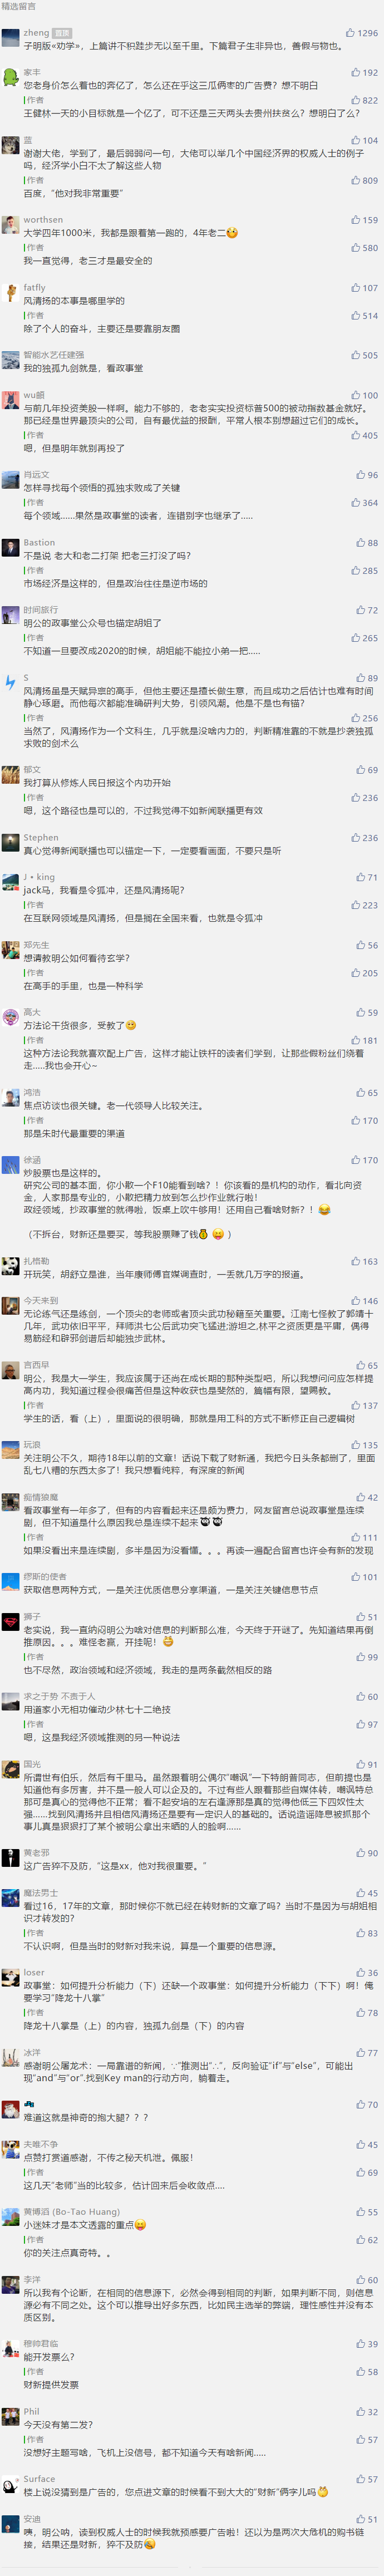 精选留言
zheng 置顶 1296
子明版«劝学»，上篇讲不积跬步无以至千里。下篇君子生非异也，善假与物也。
家丰 192
您老身价怎么着也的奔亿了，怎么还在乎这三瓜俩枣的广告费？想不明白
作者 822
王健林一天的小目标就是一个亿了，可不还是三天两头去贵州扶贫么？想明白了么？
蓝 104
谢谢大佬，学到了，最后弱弱问一句，大佬可以举几个中国经济界的权威人士的例子
吗，经济学小白不太了解这些人物
作者 809
百度，"他对我非常重要"
worthsen 159
大学四年1000米，我都是跟着第一跑的，4年老二
作者 580
我一直觉得，老三才是最安全的
fatfly 107
风清扬的本事是哪里学的
作者 514
除了个人的奋斗，主要还是要靠朋友圈
智能水艺任建强 505
我的独孤九剑就是，看政事堂
wu頔 100
与前几年投资美股一样啊。能力不够的，老老实实投资标普500的被动指数基金就好。
那已经是世界最顶尖的公司，自有最优益的报酬，平常人根本别想超过它们的成长。
作者 405
嗯，但是明年就别再投了
肖远文 96
怎样寻找每个领悟的孤独求败成了关键
作者 364
每个领域……果然是政事堂的读者，连错别字也继承了.....
Bastion 88
不是说 老大和老二打架 把老三打没了吗？
作者 285
市场经济是这样的，但是政治往往是逆市场的
时间旅行 72
明公的政事堂公众号也锚定胡姐了
作者 265
不知道一旦要改成2020的时候，胡姐能不能拉小弟一把.....
S 89
风清扬虽是天赋异禀的高手，但他主要还是擅长做生意，而且成功之后估计也难有时间
静心琢磨。而他每次都能准确研判大势，引领风潮。他是不是也有锚？
作者 256
当然了，风清扬作为一个文科生，几乎就是没啥内力的，判断精准靠的不就是抄袭独孤
求败的剑术么
郁文 69
我打算从修炼人民日报这个内功开始
作者 236
嗯，这个路径也是可以的，不过我觉得不如新闻联播更有效
Stephen 236
真心觉得新闻联播也可以锚定一下，一定要看画面，不要只是听
J • king 71
jack马，我看是令狐冲，还是风清扬呢？
作者 223
在互联网领域是风清扬，但是搁在全国来看，也就是令狐冲
郑先生 56
想请教明公如何看待玄学？
作者 205
在高手的手里，也是一种科学
高大 59
方法论干货很多，受教了
作者 181
这种方法论我就喜欢配上广告，这样才能让铁杆的读者们学到，让那些假粉丝们绕着
走.....我也会开心~
鸿浩 65
焦点访谈也很关键。老一代领导人比较关注。
作者 170
那是朱时代最重要的渠道
徐涵 170
炒股票也是这样的。
研究公司的基本面，你小散一个F10能看到啥？！你该看的是机构的动作，看北向资
金，人家那是专业的，小散把精力放到怎么抄作业就行啦！
政经领域，抄政事堂的就得啦，饭桌上吹牛够用！还用自己看啥财新？！
（不拆台，财新还是要买，等我股票赚了钱 ）
扎梧勒 163
开玩笑，胡舒立是谁，当年康师傅官媒调查时，一丢就几万字的报道。
今天来到 146
无论练气还是练剑，一个顶尖的老师或者顶尖武功秘籍至关重要。江南七怪教了郭靖十
几年，武功依旧平平，拜师洪七公后武功突飞猛进;游坦之,林平之资质更是平庸，偶得
易筋经和辟邪剑谱后却能独步武林。
言西早 65
明公，我是大一学生，我应该属于还尚在成长期的那种类型吧，所以我想问问应怎样提
高内功，我知道过程会很痛苦但是这种收获也是斐然的，篇幅有限，望赐教。
作者 137
学生的话，看（上），里面说的很明确，那就是用工科的方式不断修正自己逻辑树
玩浪 135
关注明公不久，期待18年以前的文章！话说下载了财新通，我把今日头条都删了，里面
乱七八糟的东西太多了！我只想看纯粹，有深度的新闻
痴情狼魔 42
看政事堂有一年多了，但有的内容看起来还是颇为费力，网友留言总说政事堂是连续
剧，但不知道是什么原因我总是连续不起来
作者 111
如果没看出来是连续剧，多半是因为没看懂。。。再读一遍配合留言也许会有新的发现
缪斯的使者 101
获取信息两种方式，一是关注优质信息分享渠道，一是关注关键信息节点
狮子 51
老实说，我一直纳闷明公为啥对信息的判断那么准，今天终于开谜了。先知道结果再倒
推原因。。。难怪老赢，开挂呢！
作者 99
也不尽然，政治领域和经济领域，我走的是两条截然相反的路
求之于势 不责于人 60
用道家小无相功催动少林七十二绝技
作者 97
嗯，这是我经济领域推测的另一种说法
国光 91
所谓世有伯乐，然后有千里马。虽然跟着明公偶尔“嘲讽”一下特朗普同志，但前提也是
知道他有多厉害，并不是一般人可以企及的。不过有些人跟着那些自媒体转，嘲讽特总
那可是真心的觉得他不正常；看不起安培的左右逢源那是真的觉得他低三下四奴性太
强……找到风清扬并且相信风清扬还是要有一定识人的基础的。话说造谣降息被抓那个
事儿真是狠狠打了某个被明公拿出来晒的人的脸啊……
黄老邪 90
这广告猝不及防，“这是xx，他对我很重要。”
魔法男士 45
看过16，17年的文章，那时候你不就已经在转财新的文章了吗？当时不是因为与胡姐相
识才转发的？
作者 83
不认识啊，但是当时的财新对我来说，算是一个重要的信息源。
loser 36
政事堂：如何提升分析能力（下）还缺一个政事堂：如何提升分析能力（下下）啊！俺
要学习“降龙十八掌”
作者 78
降龙十八掌是（上）的内容，独孤九剑是（下）的内容
冰洋 77
感谢明公屠龙术：一局靠谱的新闻，∵”推测出“∴”，反向验证“if”与“else”，可能出
现“and”与“or”.找到Key man的行动方向，躺着走。
70
难道这就是神奇的抱大腿？？？
夫唯不争 45
点赞打赏道感谢，不传之秘天机泄。佩服！
作者 69
这几天“老师”当的比较多，估计回来后会收敛点....
黄博滔 (Bo-Tao Huang) 55
小迷妹才是本文透露的重点
作者 62
你的关注点真奇特。。
李洋 60
所以我有个论断，在相同的信息源下，必然会得到相同的判断，如果判断不同，则信息
源必有不同之处。这个可以推导出好多东西，比如民主选举的弊端，理性感性并没有本
质区别。
穆帅君临 39
能开发票么？
作者 58
财新提供发票
Phil 32
今天没有第二发？
作者 57
没想好主题写啥，飞机上没信号，都不知道今天有啥新闻.....
Surface 57
楼上说没猜到是广告的，您点进文章的时候看不到大大的“财新”俩字儿吗
安迪 51
咦，明公呐，读到权威人士的时候我就预感要广告啦！还以为是两次大危机的购书链
接，结果还是财新，猝不及防